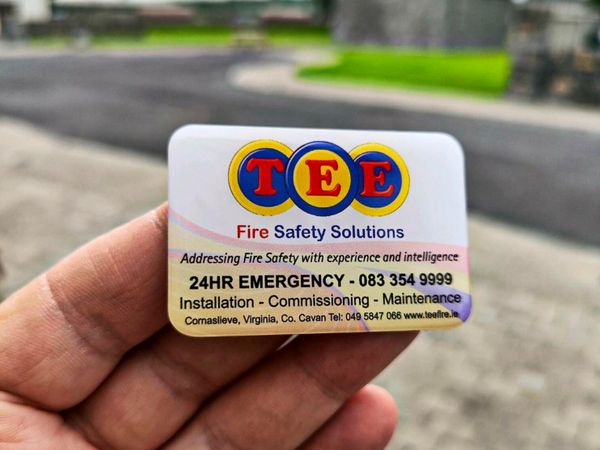 TEE
Fire Safety Solutions
Addressing Fire Safety with experience and intelligence
24HR EMERGENCY - 083 354 9999
Installation - Commissioning - Maintenance
Cornaslieve, Virginia, Co. Cavan Tel: 049 5847 066 www.teefire.ie